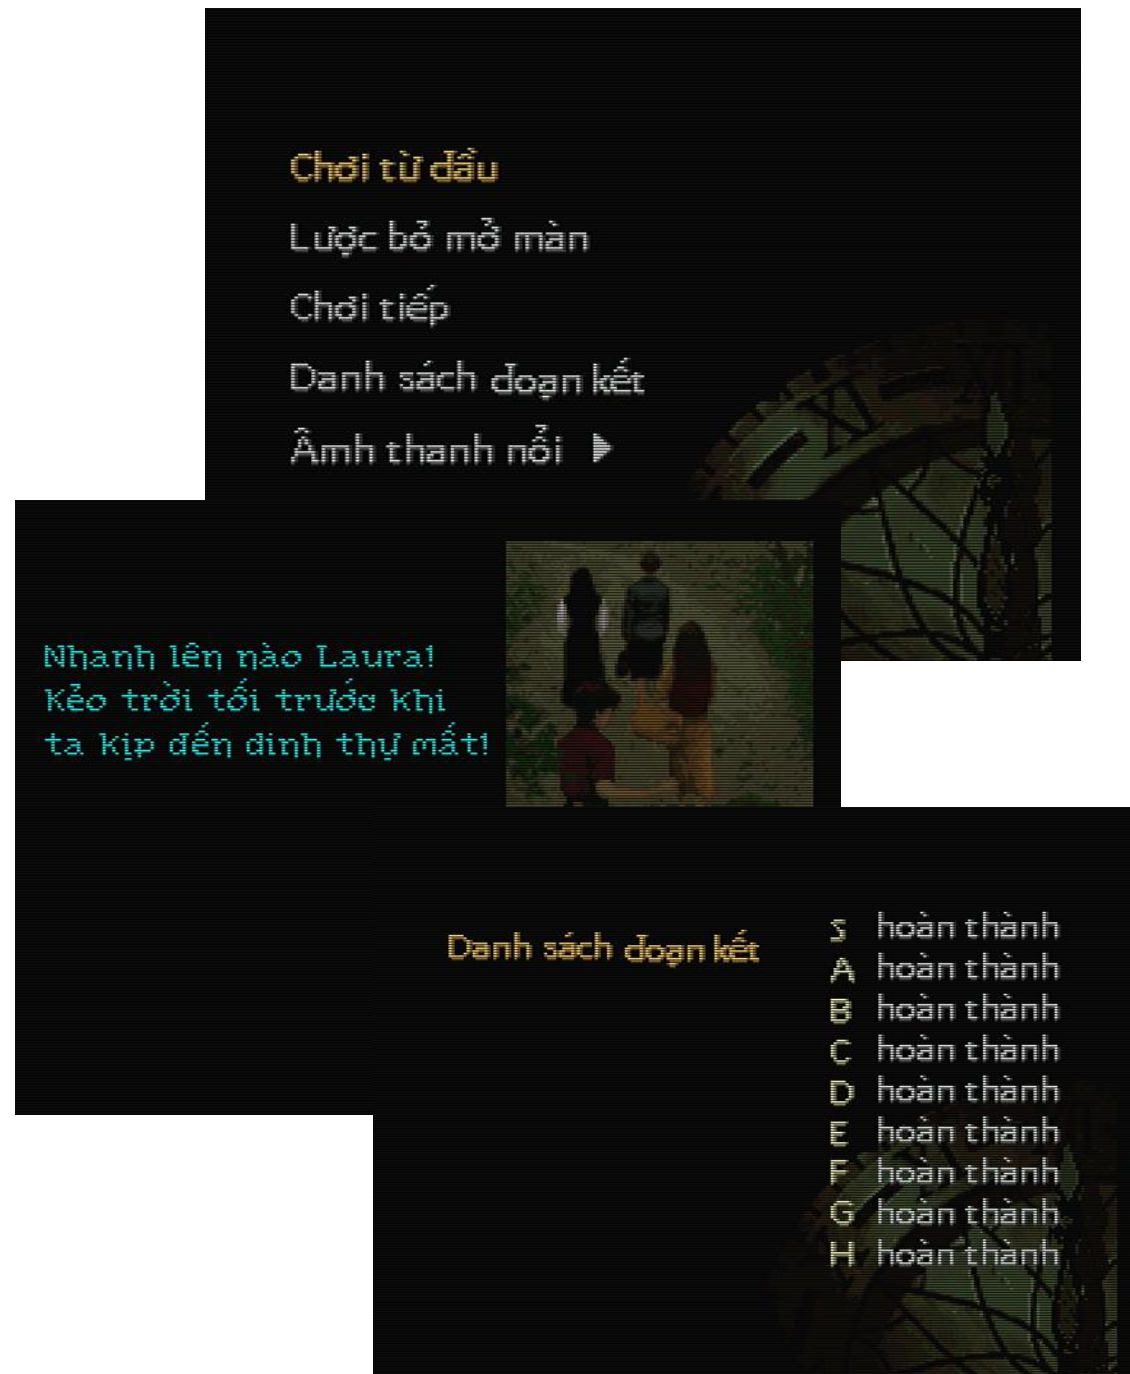 Chơi từ đầu
Lược bỏ mở màn
Chơi tiếp
Danh sách đoạn kết
Âmh thanh nổi ▶
XI
Nhanh lên nào Laura!
Kẻo trời tối trước khi
ta kịp đến dinh thự mất!
Danh sách đoạn kết
S hoàn thành
A hoàn thành
B hoàn thành
C hoàn thành
D hoàn thành
E hoàn thành
F hoàn thành
G hoàn thành
H hoàn thành